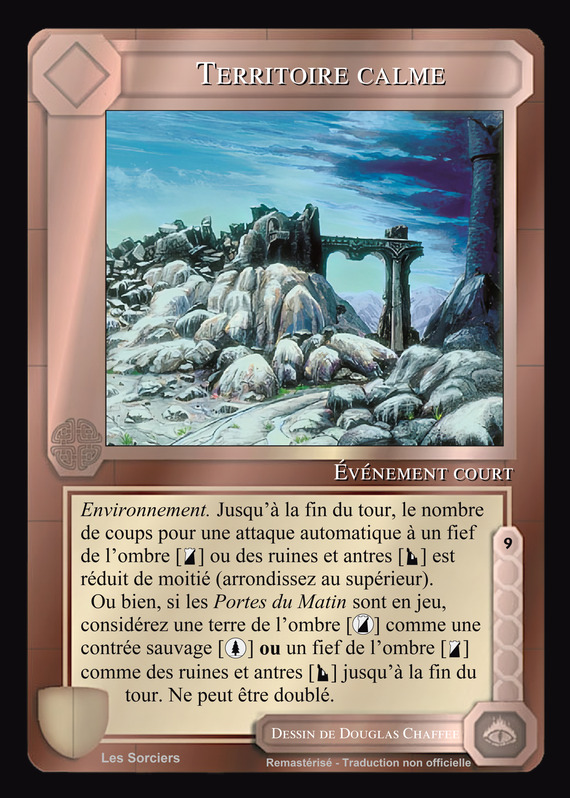 Territoire calme
Événement court
Environnement. Jusqu'à la fin du tour, le nombre
de coups pour une attaque automatique à un fief
de l'ombre [] ou des ruines et antres [] est
réduit de moitié (arrondissez au supérieur).
Ou bien, si les Portes du Matin sont en jeu,
considérez une terre de l'ombre [] comme une
contrée sauvage [] ou un fief de l'ombre []
comme des ruines et antres [] jusqu'à la fin du
tour. Ne peut être doublé.
9
Dessin de Douglas Chaffee
Les Sorciers
Remastérisé - Traduction non officielle